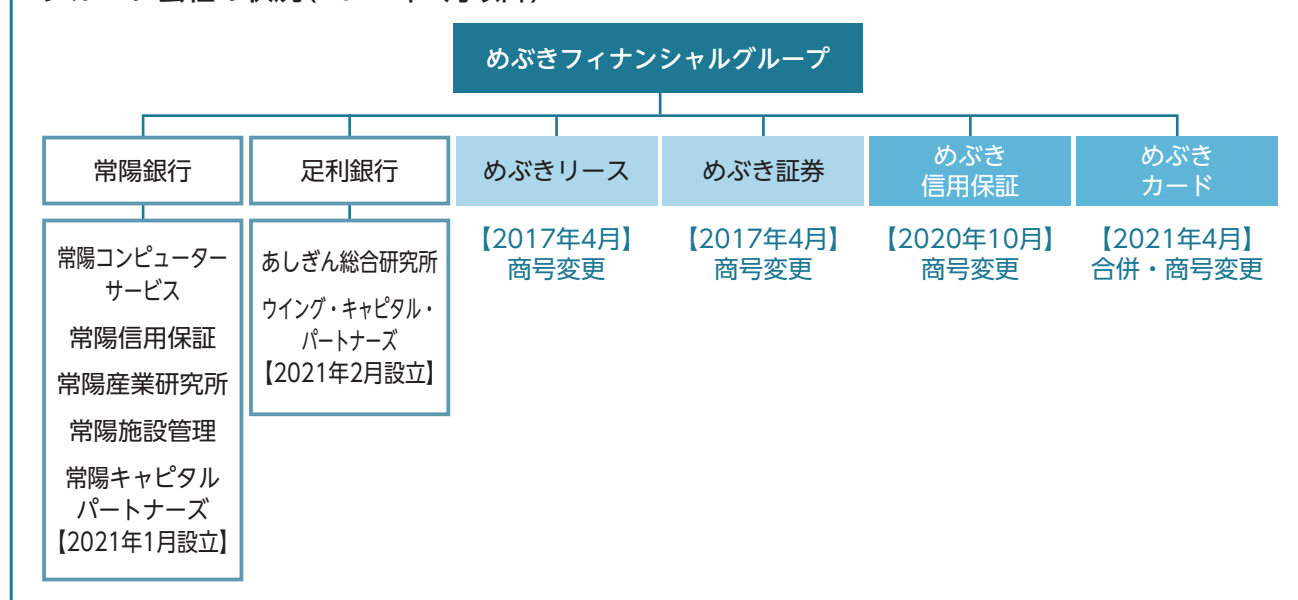 めぶきフィナンシャルグループ
常陽銀行
足利銀行
めぶきリース
めぶき証券
めぶき
信用保証
めぶき
カード
常陽コンピューター
サービス
常陽信用保証
常陽産業研究所
常陽施設管理
常陽キャピタル
パートナーズ
【2021年1月設立】
あしぎん総合研究所
ウイング・キャピタル・
パートナーズ
【2021年2月設立】
【2017年4月】
商号変更
【2017年4月】
商号変更
【2020年10月】
商号変更
【2021年4月】
合併・商号変更